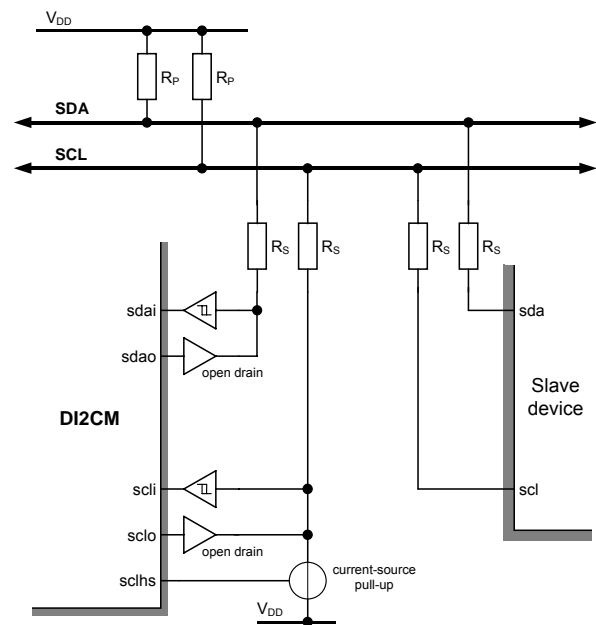 VDD
RP RP
SDA
SCL
RS RS RS RS
sdai
sda
sdao
open drain
Slave
device
DI2CM
scli
scl
sclo
open drain
sclhs
current-source
pull-up
VDD